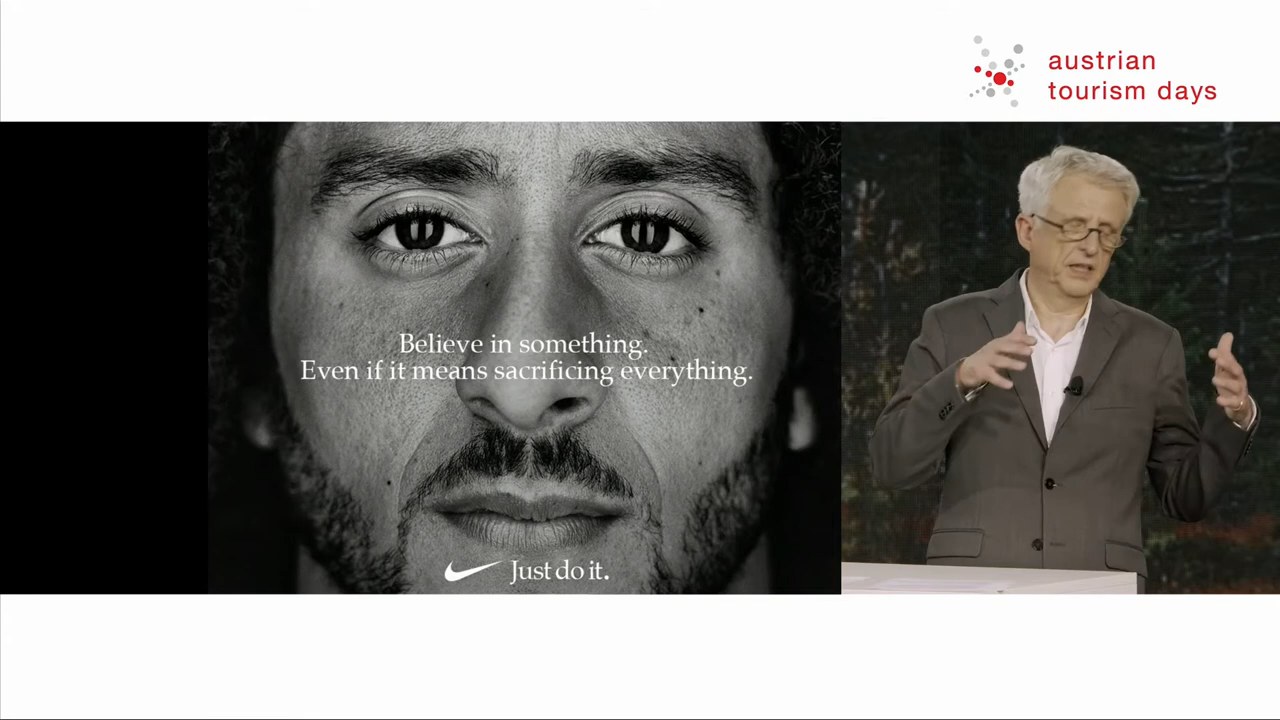 austrian
tourism days
Believe in something.
Even if it means sacrificing everything.
Just do it.